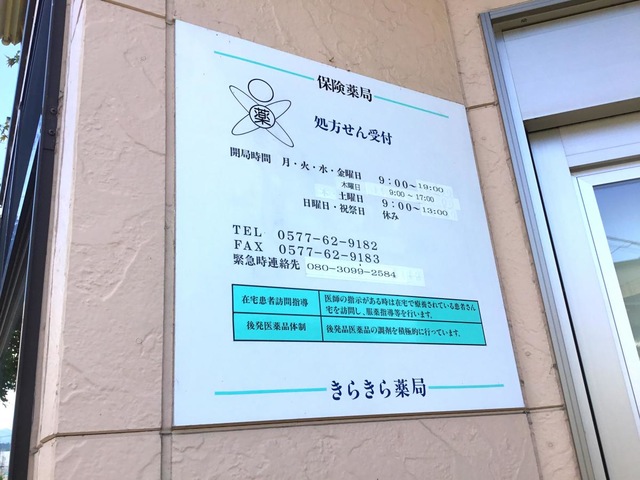 保険薬局
薬
処方せん受付
開局時間 月・火・水・金曜日 9:00~19:00
木曜日 9:00~17:00
土曜日 9:00~13:00
日曜日・祝祭日 休み
TEL 0577-62-9182
FAX 0577-62-9183
緊急時連絡先 080-3099-2584
在宅患者訪問指導 医師の指示がある時は在宅で療養されている患者さん
宅を訪問し、服薬指導等を行います。
後発医薬品体制 後発品医薬品の調剤を積極的に行っています。
きらきら薬局